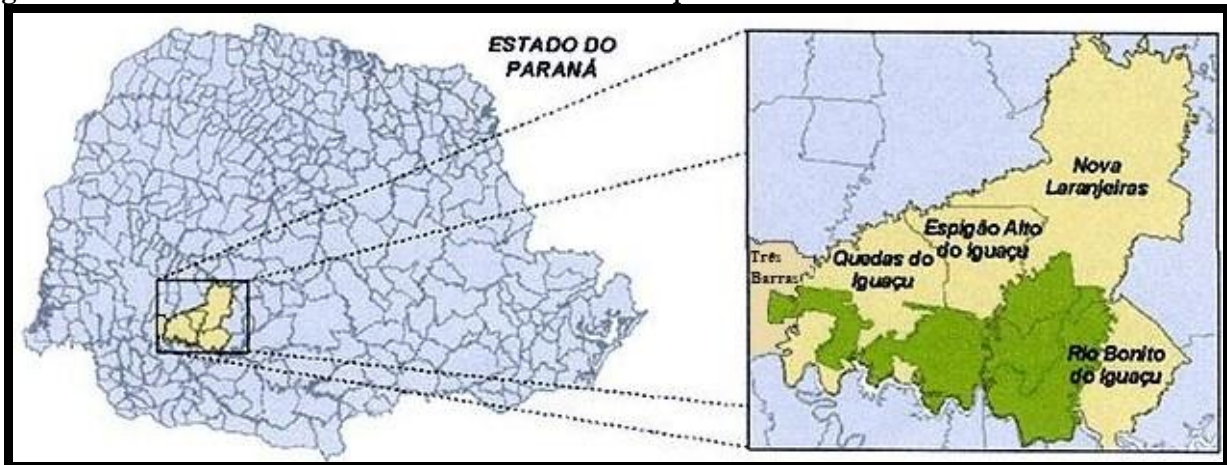 ESTADO DO
PARANÁ
Nova
Laranjeiras
Espigão Alto
do Iguaçu
Quedas do
Iguaçu
Três
Barras
Rio Bonito
do Iguaçu